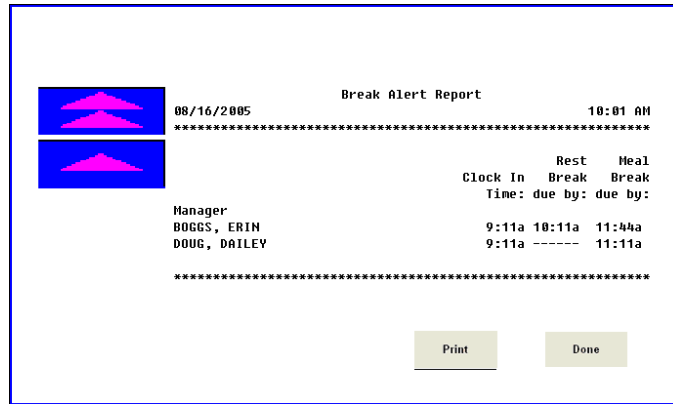 Break Alert Report
08/16/2005 10:01 AM
*************************************************************
Rest Meal
Clock In Break Break
Time: due by: due by:
Manager
BOGGS, ERIN 9:11a 10:11a 11:44a
DOUG, DAILEY 9:11a ------ 11:11a
*************************************************************
Print Done